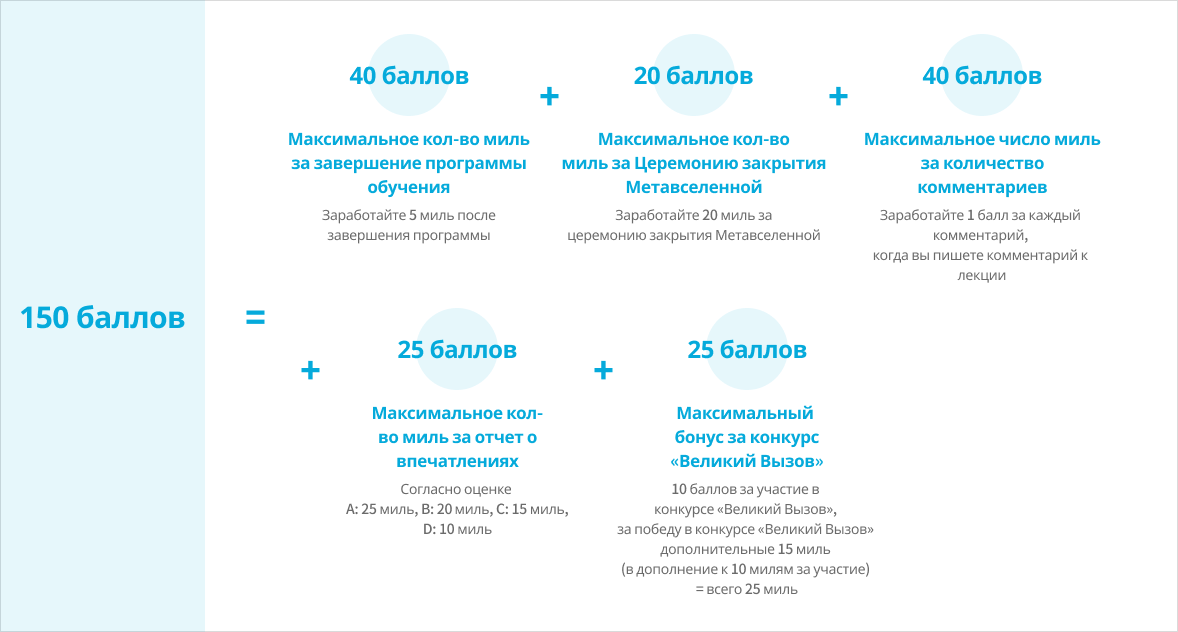 150 баллов
=
40 баллов
Максимальное кол-во миль
за завершение программы
обучения
Заработайте 5 миль после
завершения программы
+
20 баллов
Максимальное кол-во
миль за Церемонию закрытия
Метавселенной
Заработайте 20 миль за
церемонию закрытия Метавселенной
+
40 баллов
Максимальное число миль
за количество
комментариев
Заработайте 1 балл за каждый
комментарий,
когда вы пишете комментарий к
лекции
+
25 баллов
Максимальное кол-
во миль за отчет о
впечатлениях
Согласно оценке
A: 25 миль, B: 20 миль, C: 15 миль,
D: 10 миль
+
25 баллов
Максимальный
бонус за конкурс
«Великий Вызов»
10 баллов за участие в
конкурсе «Великий Вызов»,
за победу в конкурсе «Великий Вызов»
дополнительные 15 миль
(в дополнение к 10 милям за участие)
= всего 25 миль